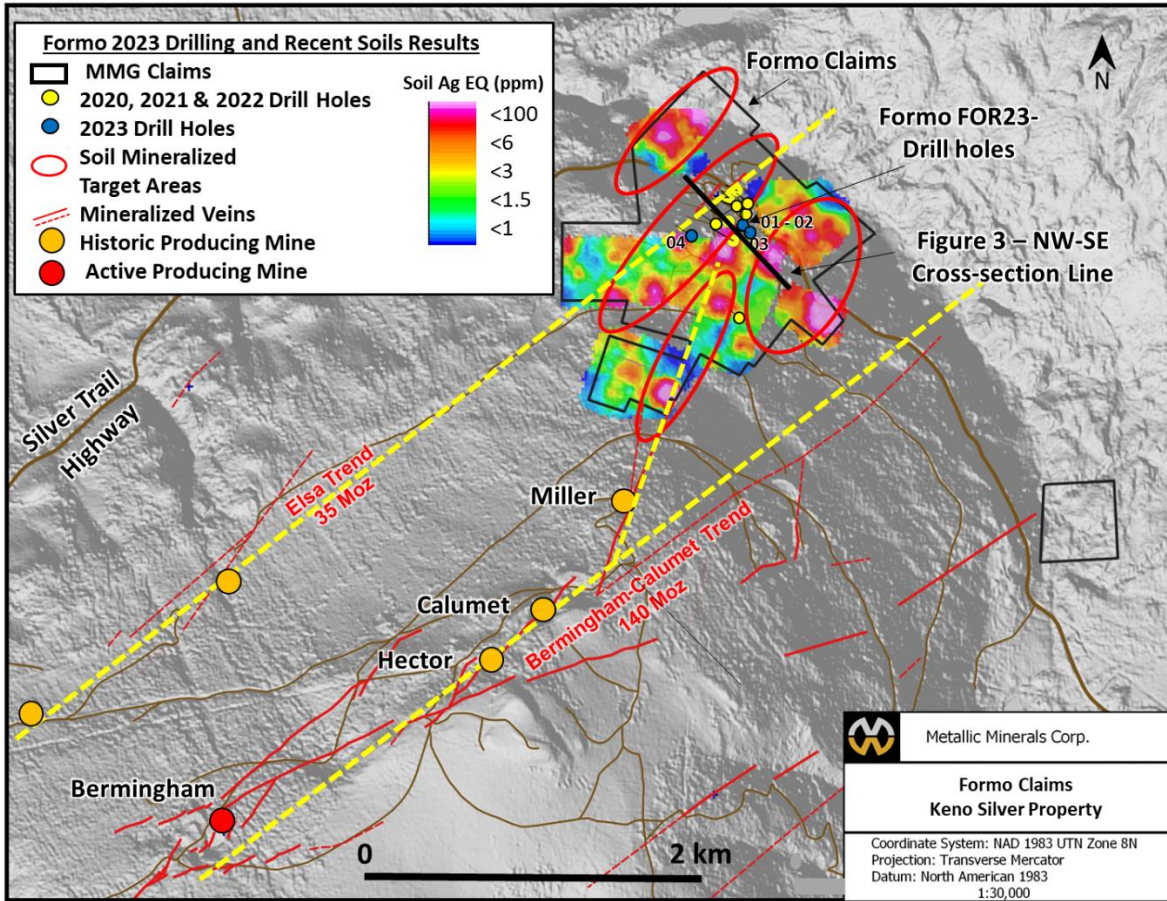 Formo 2023 Drilling and Recent Soils Results
MMG Claims
2020, 2021 & 2022 Drill Holes
2023 Drill Holes
Soil Mineralized
Target Areas
Mineralized Veins
Historic Producing Mine
Active Producing Mine
Soil Ag EQ (ppm)
<100
<6
<3
<1.5
<1
Formo Claims
N
Formo FOR23-
Drill holes
01 - 02
03
04
Figure 3 – NW-SE
Cross-section Line
Silver Trail
Highway
Elsa Trend
35 Moz
Miller
Calumet
Hector
Bermingham-Calumet Trend
140 Moz
Bermingham
0
2 km
Metallic Minerals Corp.
Formo Claims
Keno Silver Property
Coordinate System: NAD 1983 UTN Zone 8N
Projection: Transverse Mercator
Datum: North American 1983
1:30,000